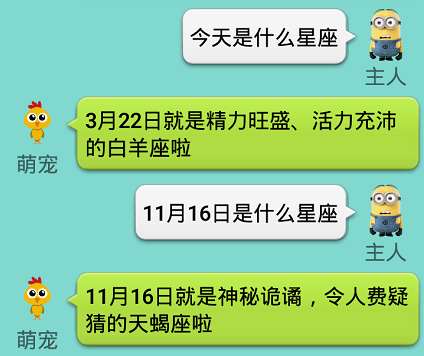 今天是什么星座
主人
3月22日就是精力旺盛、活力充沛
的白羊座啦
萌宠
11月16日是什么星座
主人
11月16日就是神秘诡谲，令人费疑
猜的天蝎座啦
萌宠